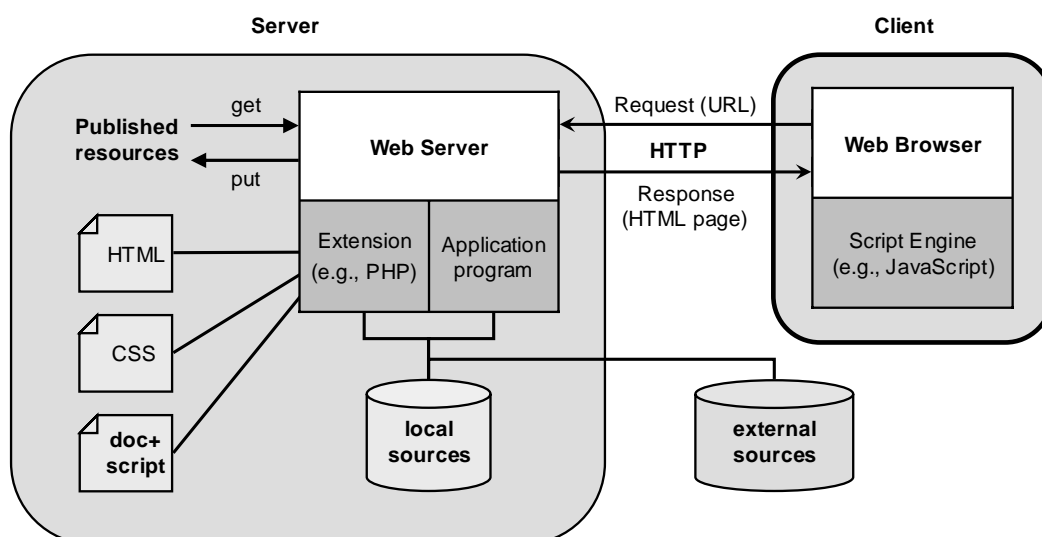 Server
Client
get
Published
resources
put
Web Server
Request (URL)
HTTP
Response
(HTML page)
Web Browser
HTML
Extension
(e.g., PHP)
Application
program
Script Engine
(e.g., JavaScript)
CSS
doc+
script
local
sources
external
sources